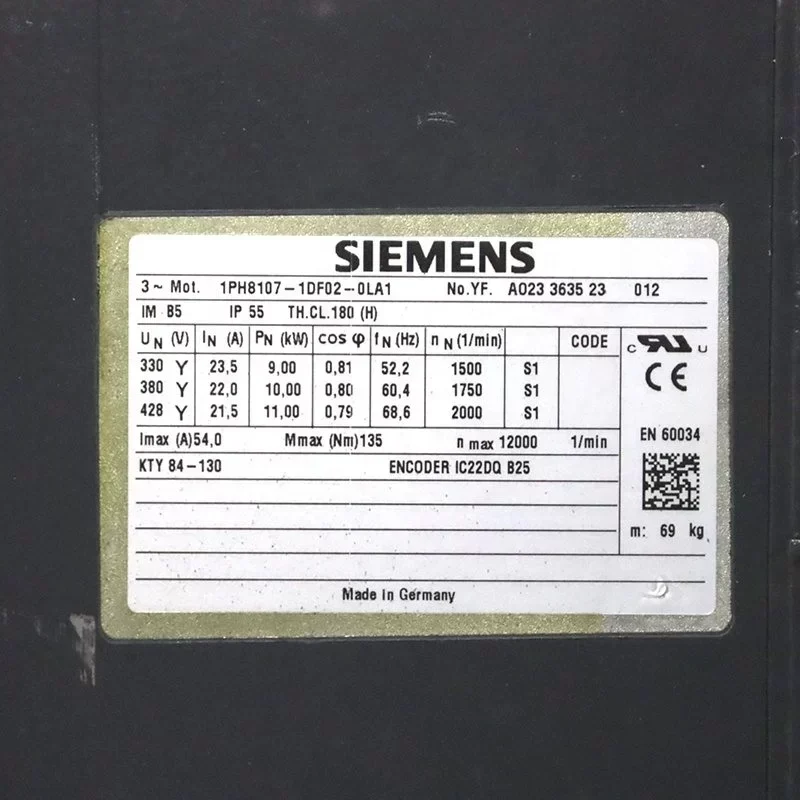 SIEMENS
3~ Mot. 1PH8107-1DF02-0LA1 No.YF. A023 3635 23 012
IM B5 IP 55 TH.CL.180 (H)
UN (V) IN (A) PN (kW) cos φ fN (Hz) nN (1/min) CODE
330 Y 23,5 9,00 0,81 52,2 1500 S1
380 Y 22,0 10,00 0,80 60,4 1750 S1
428 Y 21,5 11,00 0,79 68,6 2000 S1
c RU US
CE
Imax (A)54,0 Mmax (Nm)135 n max 12000 1/min
EN 60034
KTY 84-130 ENCODER IC22DQ B25
m: 69 kg
Made in Germany